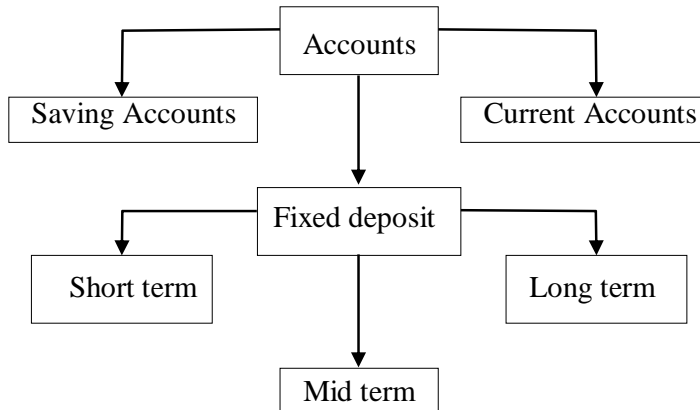 Accounts
Saving Accounts
Current Accounts
Fixed deposit
Short term
Long term
Mid term